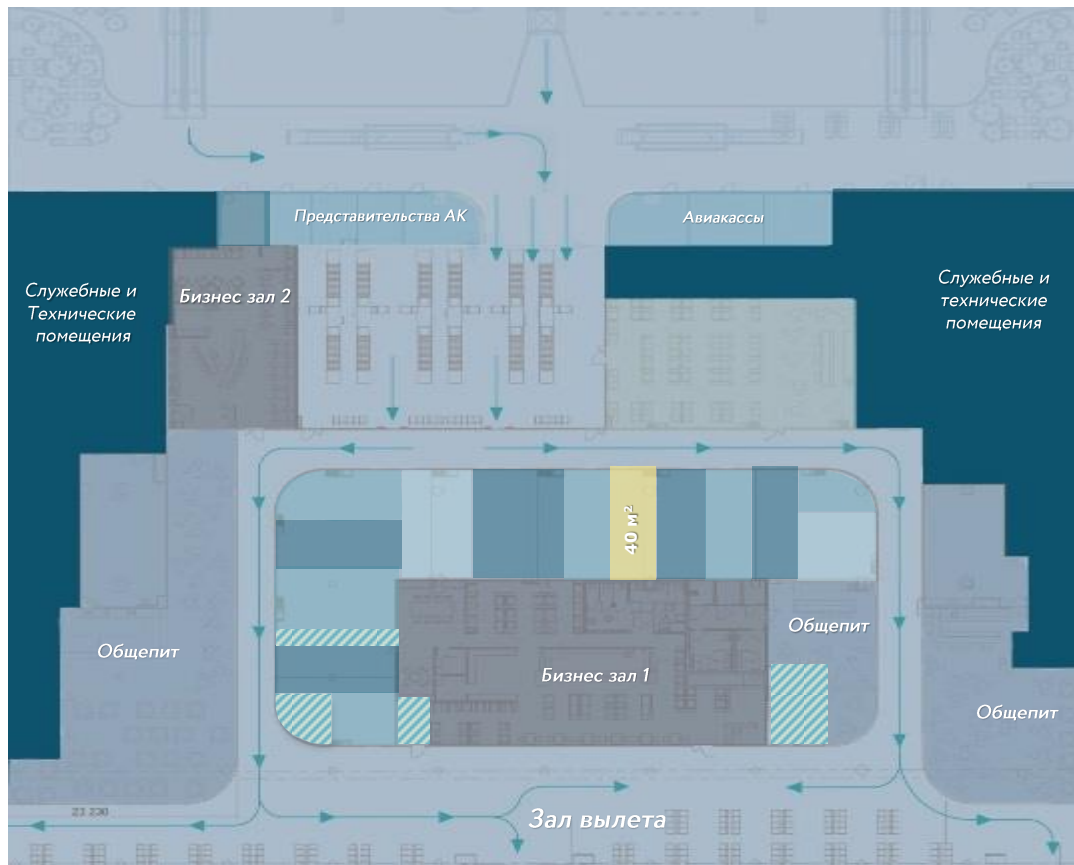 Представительства АК
Авиакассы
Служебные и
Технические
помещения
Бизнес зал 2
Служебные и
технические
помещения
40 м²
Общепит
Общепит
Бизнес зал 1
Общепит
Зал вылета